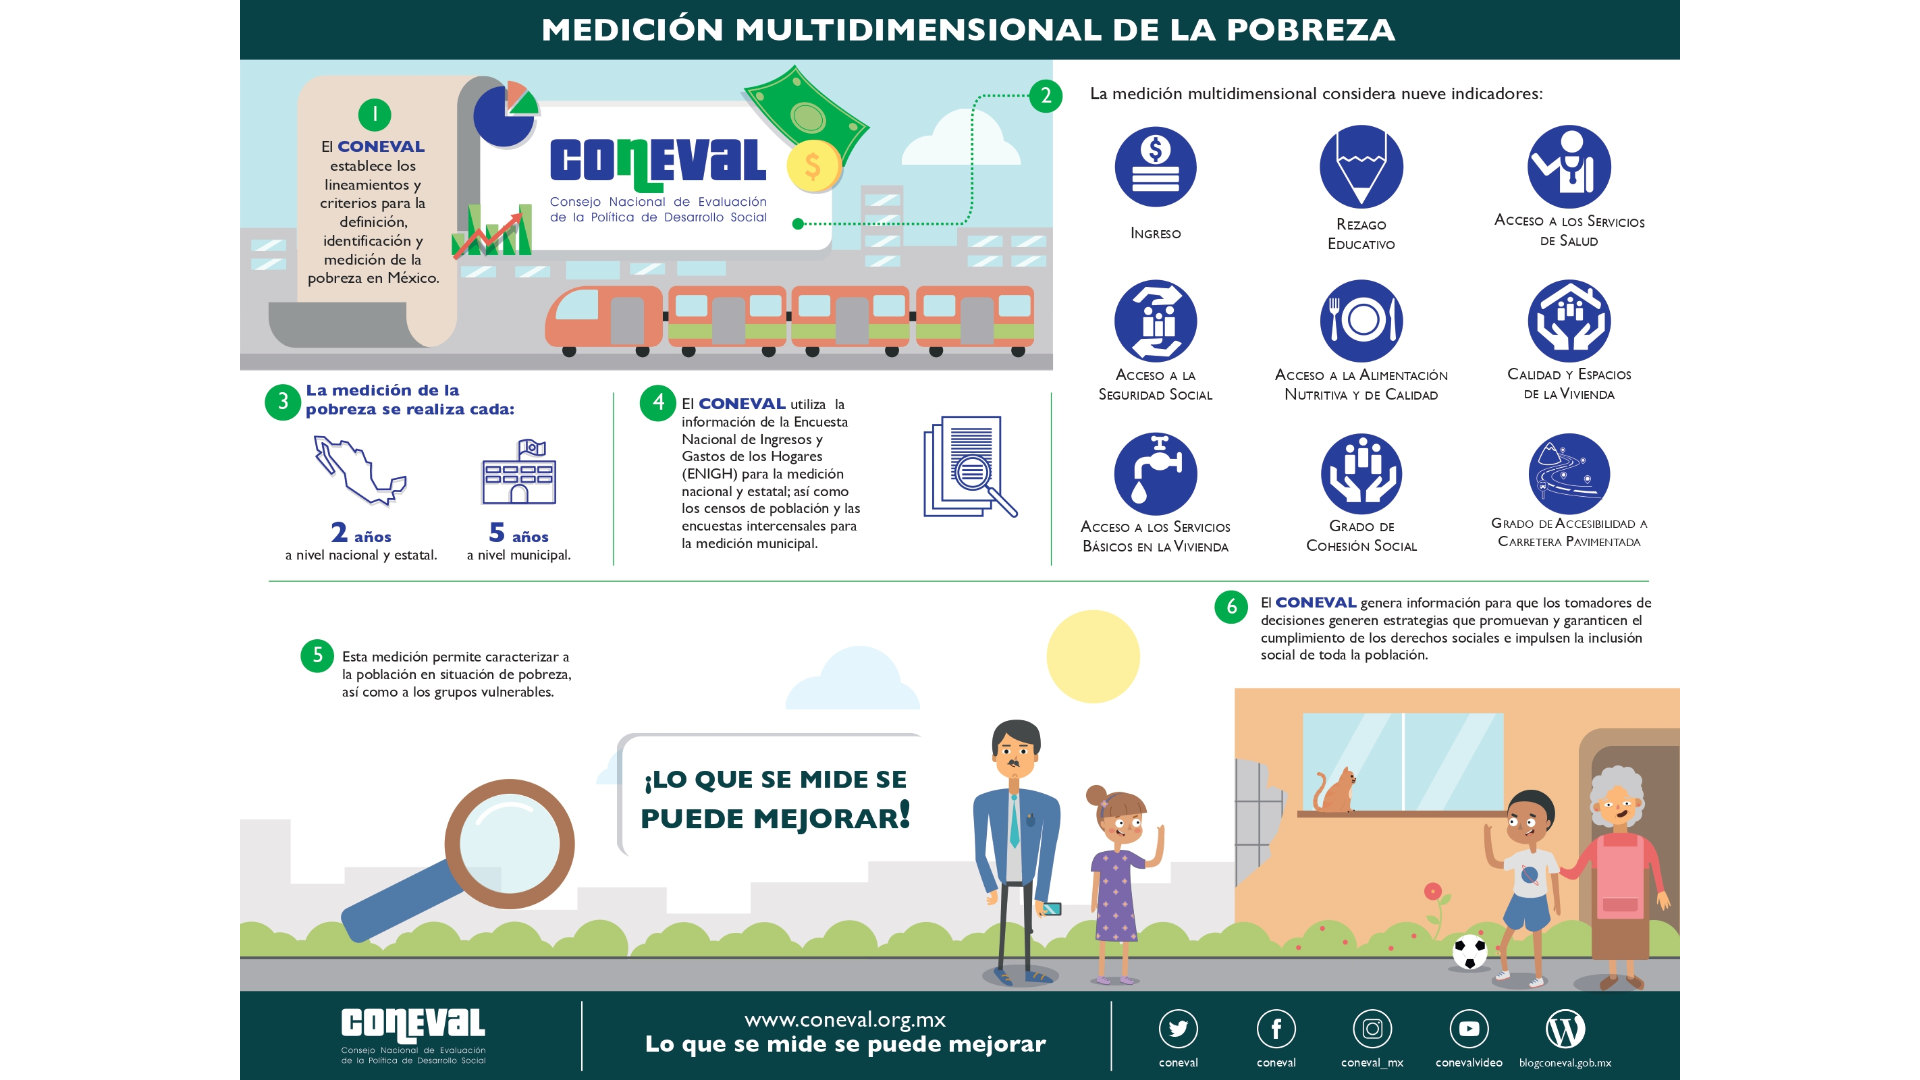 MEDICIÓN MULTIDIMENSIONAL DE LA POBREZA
1
El CONEVAL
establece los
lineamientos y
criterios para la
definición,
identificación y
medición de la
pobreza en México.
CONEVAL
Consejo Nacional de Evaluación
de la Política de Desarrollo Social
$
2
La medición multidimensional considera nueve indicadores:
$
INGRESO
REZAGO
EDUCATIVO
ACCESO A LOS SERVICIOS
DE SALUD
ACCESO A LA
SEGURIDAD SOCIAL
ACCESO A LA ALIMENTACIÓN
NUTRITIVA Y DE CALIDAD
CALIDAD Y ESPACIOS
DE LA VIVIENDA
ACCESO A LOS SERVICIOS
BÁSICOS EN LA VIVIENDA
GRADO DE
COHESIÓN SOCIAL
GRADO DE ACCESIBILIDAD A
CARRETERA PAVIMENTADA
3
La medición de la
pobreza se realiza cada:
2 años
a nivel nacional y estatal.
5 años
a nivel municipal.
4
El CONEVAL utiliza la
información de la Encuesta
Nacional de Ingresos y
Gastos de los Hogares
(ENIGH) para la medición
nacional y estatal; así como
los censos de población y las
encuestas intercensales para
la medición municipal.
5
Esta medición permite caracterizar a
la población en situación de pobreza,
así como a los grupos vulnerables.
6
El CONEVAL genera información para que los tomadores de
decisiones generen estrategias que promuevan y garanticen el
cumplimiento de los derechos sociales e impulsen la inclusión
social de toda la población.
¡LO QUE SE MIDE SE
PUEDE MEJORAR!
CONEVAL
Consejo Nacional de Evaluación
de la Política de Desarrollo Social
www.coneval.org.mx
Lo que se mide se puede mejorar
coneval
coneval
coneval_mx
conevalvideo
blogconeval.gob.mx